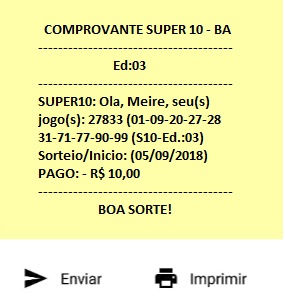 COMPROVANTE SUPER 10 - BA
---------------------------------------
Ed:03
---------------------------------------
SUPER10: Ola, Meire, seu(s)
jogo(s): 27833 (01-09-20-27-28
31-71-77-90-99 (S10-Ed.:03)
Sorteio/Inicio: (05/09/2018)
PAGO: - R$ 10,00
---------------------------------------
BOA SORTE!
Enviar
Imprimir